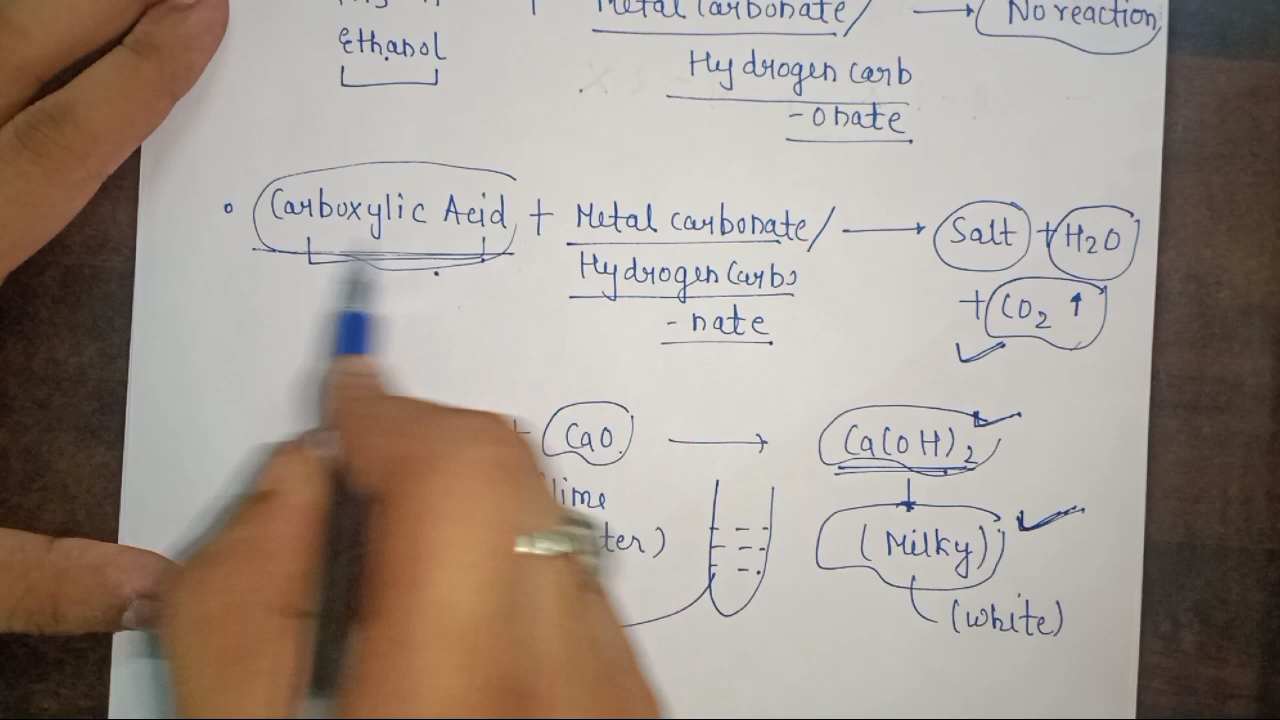 + Metal Carbonate/ → No reaction
Ethanol
Hydrogen carb
-onate
• Carboxylic Acid + Metal carbonate/ → Salt + H2O
Hydrogen Carbo
-nate
+ CO2 ↑
+ CaO → Ca(OH)2
lime
ter)
(Milky)
(white)